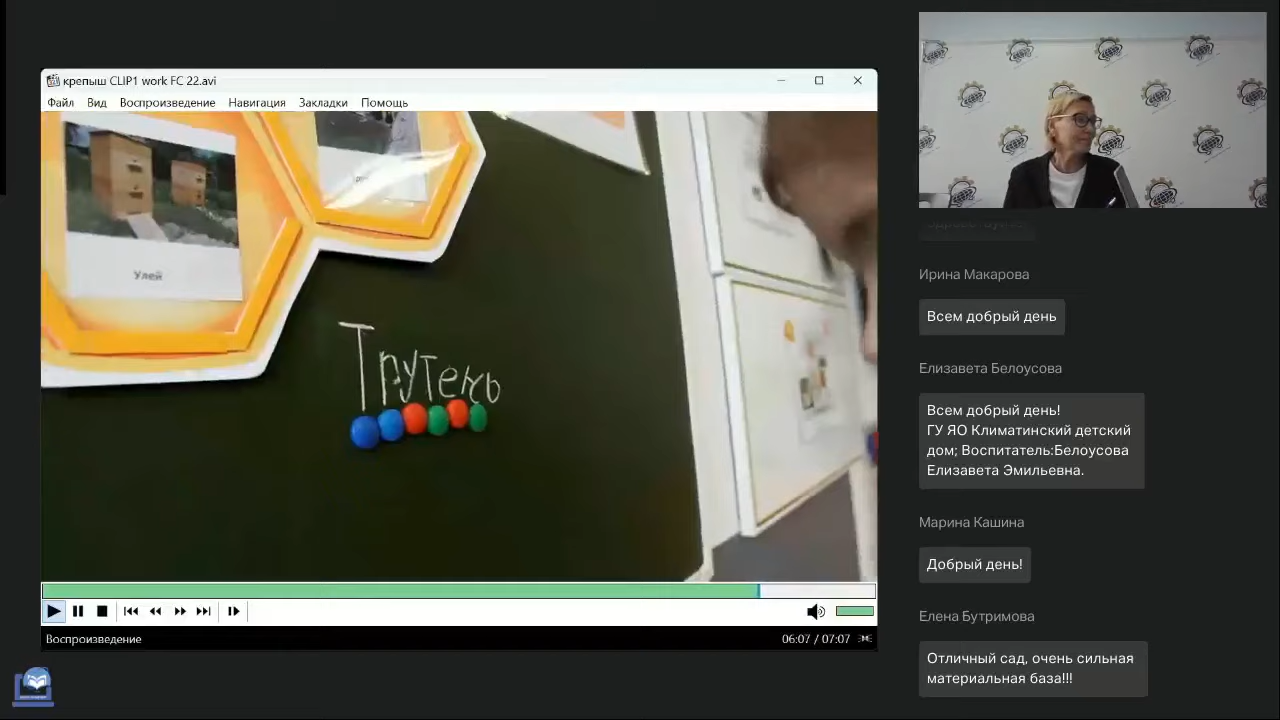 крепыш CLIP1 work FC 22.avi
Файл Вид Воспроизведение Навигация Закладки Помощь
Улей
Трутень
Воспроизведение
06:07 / 07:07
Ирина Макарова
Всем добрый день
Елизавета Белоусова
Всем добрый день!
ГУ ЯО Климатинский детский
дом; Воспитатель:Белоусова
Елизавета Эмильевна.
Марина Кашина
Добрый день!
Елена Бутримова
Отличный сад, очень сильная
материальная база!!!